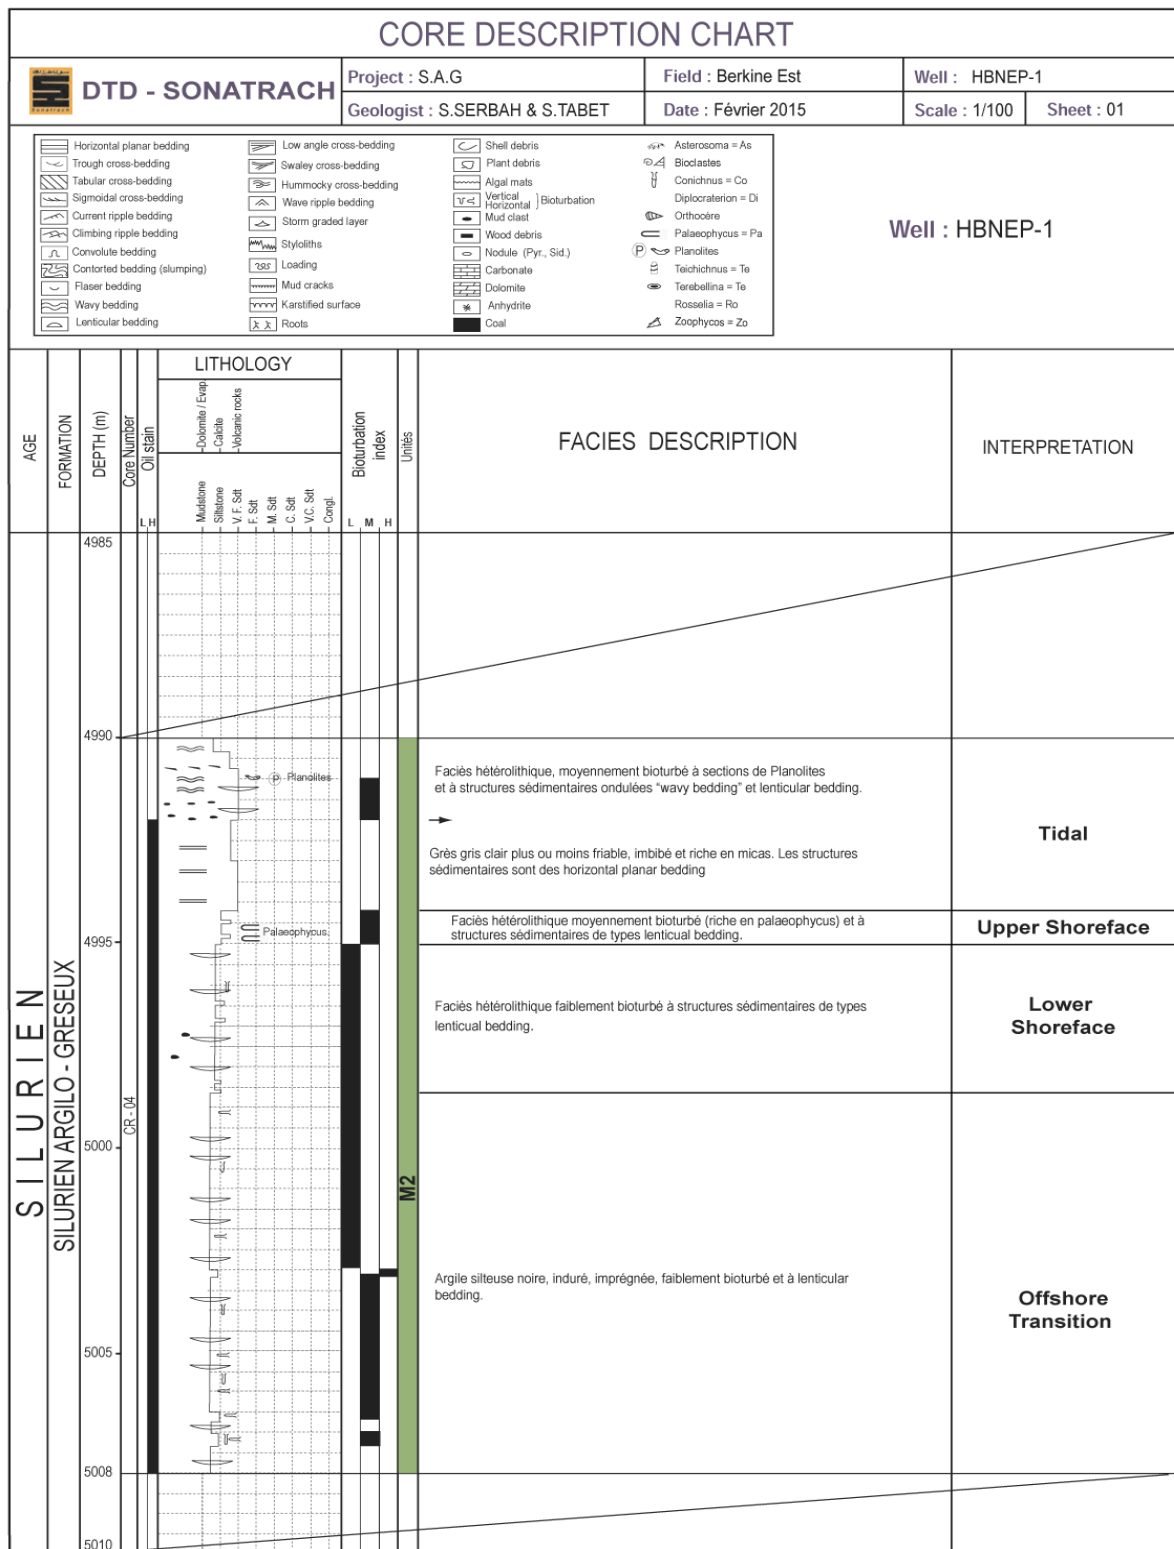 CORE DESCRIPTION CHART
DTD - SONATRACH
Project : S.A.G
Field : Berkine Est
Well : HBNEP-1
Geologist : S.SERBAH & S.TABET
Date : Février 2015
Scale : 1/100
Sheet : 01
Horizontal planar bedding
Trough cross-bedding
Tabular cross-bedding
Sigmoidal cross-bedding
Current ripple bedding
Climbing ripple bedding
Convolute bedding
Contorted bedding (slumping)
Flaser bedding
Wavy bedding
Lenticular bedding
Low angle cross-bedding
Swaley cross-bedding
Hummocky cross-bedding
Wave ripple bedding
Storm graded layer
Styloliths
Loading
Mud cracks
Karstified surface
Roots
Shell debris
Plant debris
Algal mats
Vertical
Horizontal } Bioturbation
Mud clast
Wood debris
Nodule (Pyr., Sid.)
Carbonate
Dolomite
Anhydrite
Coal
Asterosoma = As
Bioclastes
Conichnus = Co
Diplocraterion = Di
Orthocère
Palaeophycus = Pa
P Planolites
Teichichnus = Te
Terebellina = Te
Rosselia = Ro
Zoophycos = Zo
Well : HBNEP-1
AGE
FORMATION
DEPTH (m)
Core Number
Oil stain
L H
LITHOLOGY
Dolomite / Evap.
Calcite
Volcanic rocks
Mudstone
Siltstone
V. F. Sdt
F. Sdt
M. Sdt
C. Sdt
V.C. Sdt
Congl.
Bioturbation
index
L M H
Unités
FACIES DESCRIPTION
INTERPRETATION
4985
4990
4995
5000
5005
5008
5010
SILURIEN
SILURIEN ARGILO - GRESEUX
CR - 04
P Planolites
Palaeophycus
M2
Faciès hétérolithique, moyennement bioturbé à sections de Planolites
et à structures sédimentaires ondulées "wavy bedding" et lenticular bedding.
Grès gris clair plus ou moins friable, imbibé et riche en micas. Les structures
sédimentaires sont des horizontal planar bedding
Tidal
Faciès hétérolithique moyennement bioturbé (riche en palaeophycus) et à
structures sédimentaires de types lenticual bedding.
Upper Shoreface
Faciès hétérolithique faiblement bioturbé à structures sédimentaires de types
lenticual bedding.
Lower
Shoreface
Argile silteuse noire, induré, imprégnée, faiblement bioturbé et à lenticular
bedding.
Offshore
Transition